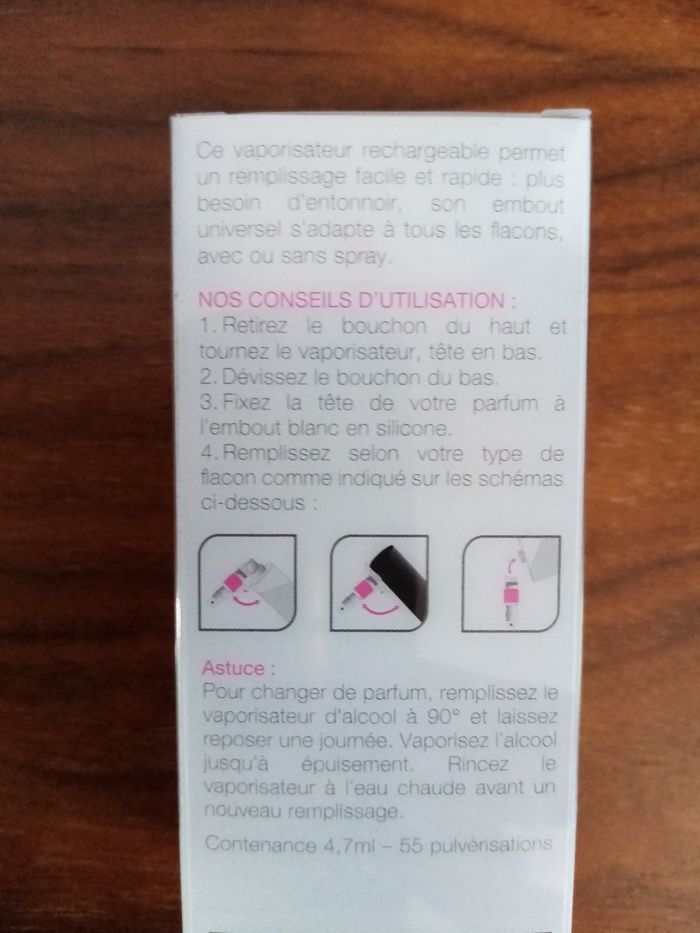 Ce vaporisateur rechargeable permet
un remplissage facile et rapide : plus
besoin d'entonnoir, son embout
universel s'adapte à tous les flacons,
avec ou sans spray.
NOS CONSEILS D'UTILISATION :
1. Retirez le bouchon du haut et
tournez le vaporisateur, tête en bas.
2. Dévissez le bouchon du bas.
3. Fixez la tête de votre parfum à
l'embout blanc en silicone.
4. Remplissez selon votre type de
flacon comme indiqué sur les schémas
ci-dessous :
Astuce :
Pour changer de parfum, remplissez le
vaporisateur d'alcool à 90° et laissez
reposer une journée. Vaporisez l'alcool
jusqu'à épuisement. Rincez le
vaporisateur à l'eau chaude avant un
nouveau remplissage.
Contenance 4,7ml – 55 pulvérisations